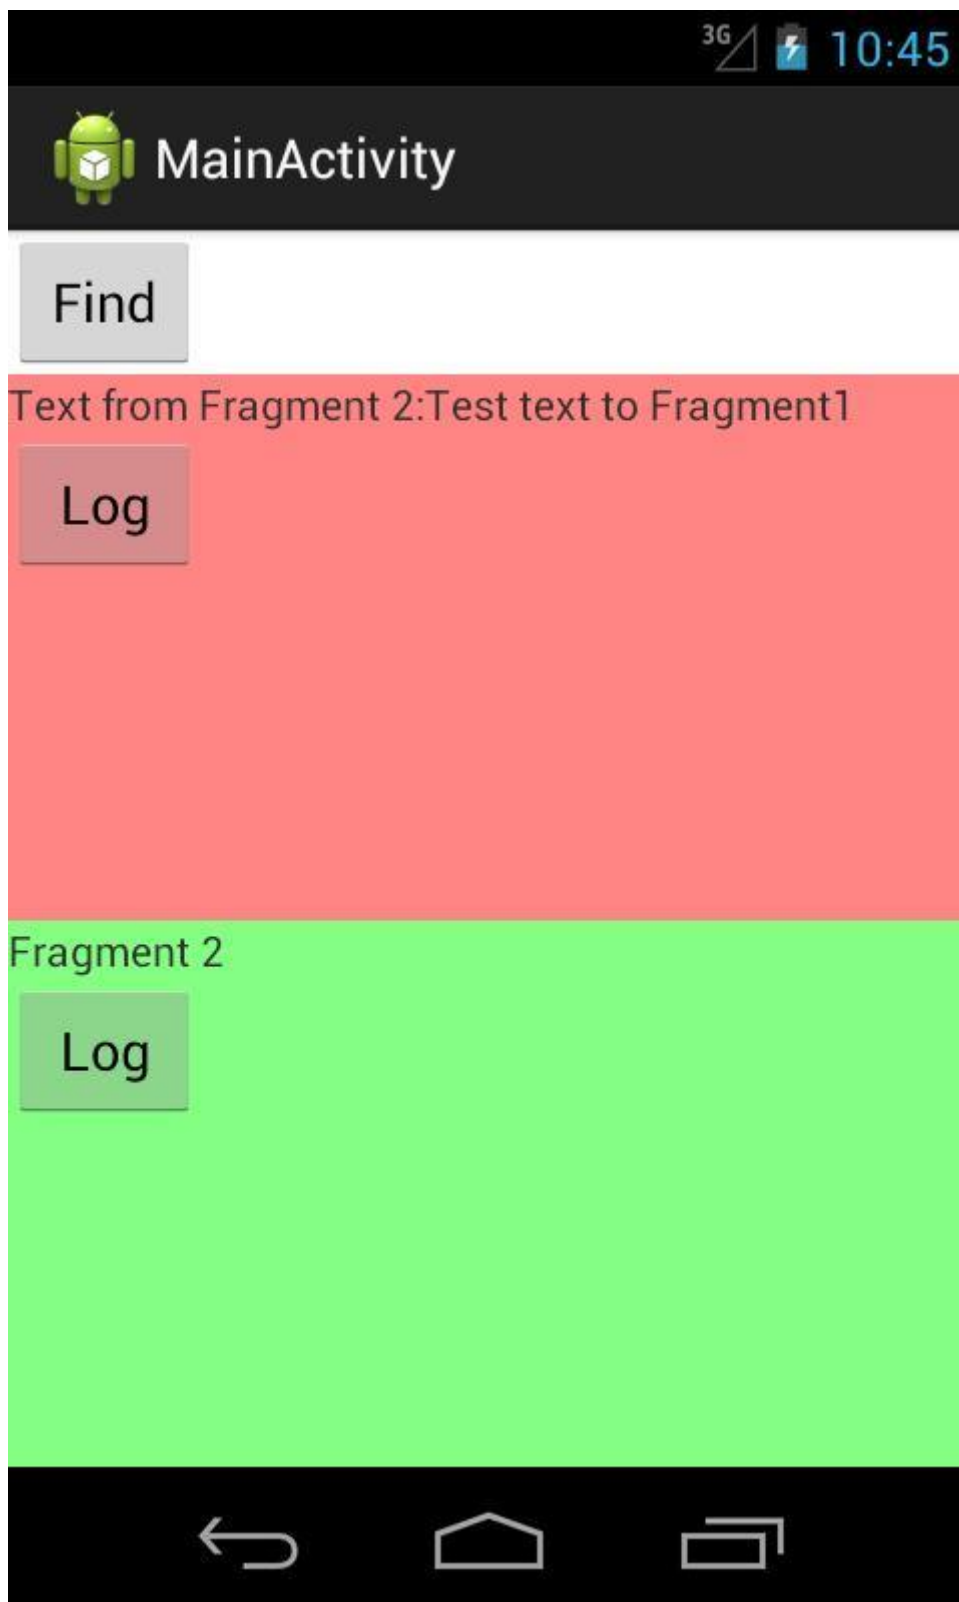 3G 10:45
MainActivity
Find
Text from Fragment 2:Test text to Fragment1
Log
Fragment 2
Log